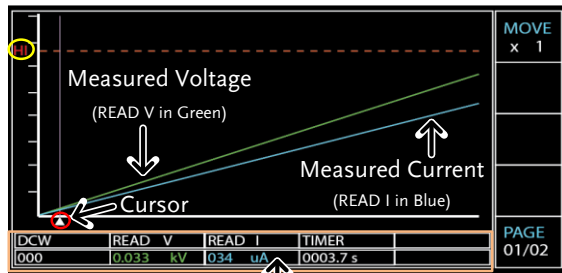 MOVE
x 1
HI
Measured Voltage
(READ V in Green)
Measured Current
(READ I in Blue)
Cursor
PAGE
01/02
DCW READ V READ I TIMER
000 0.033 kV 034 uA 0003.7 s